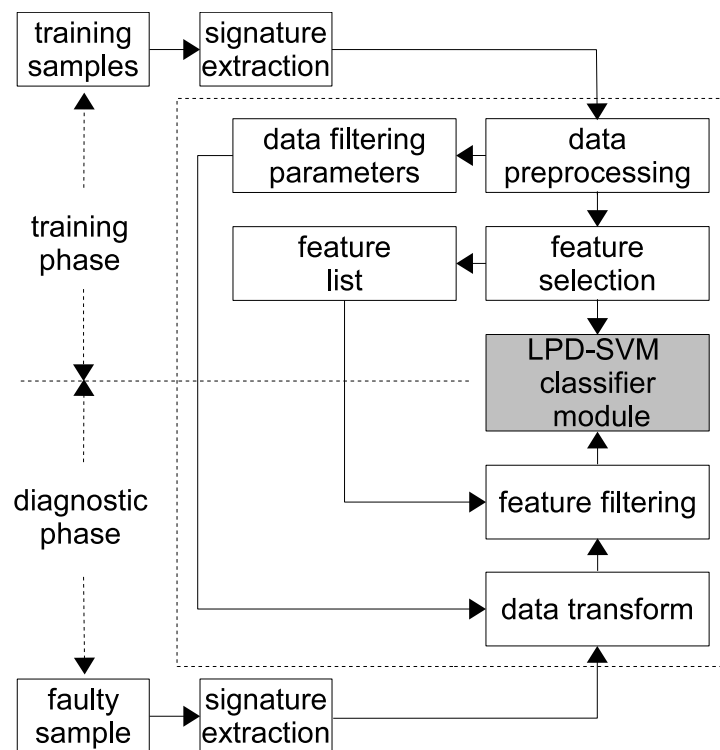 training
samples
signature
extraction
data filtering
parameters
data
preprocessing
training
phase
feature
list
feature
selection
LPD-SVM
classifier
module
diagnostic
phase
feature filtering
data transform
faulty
sample
signature
extraction